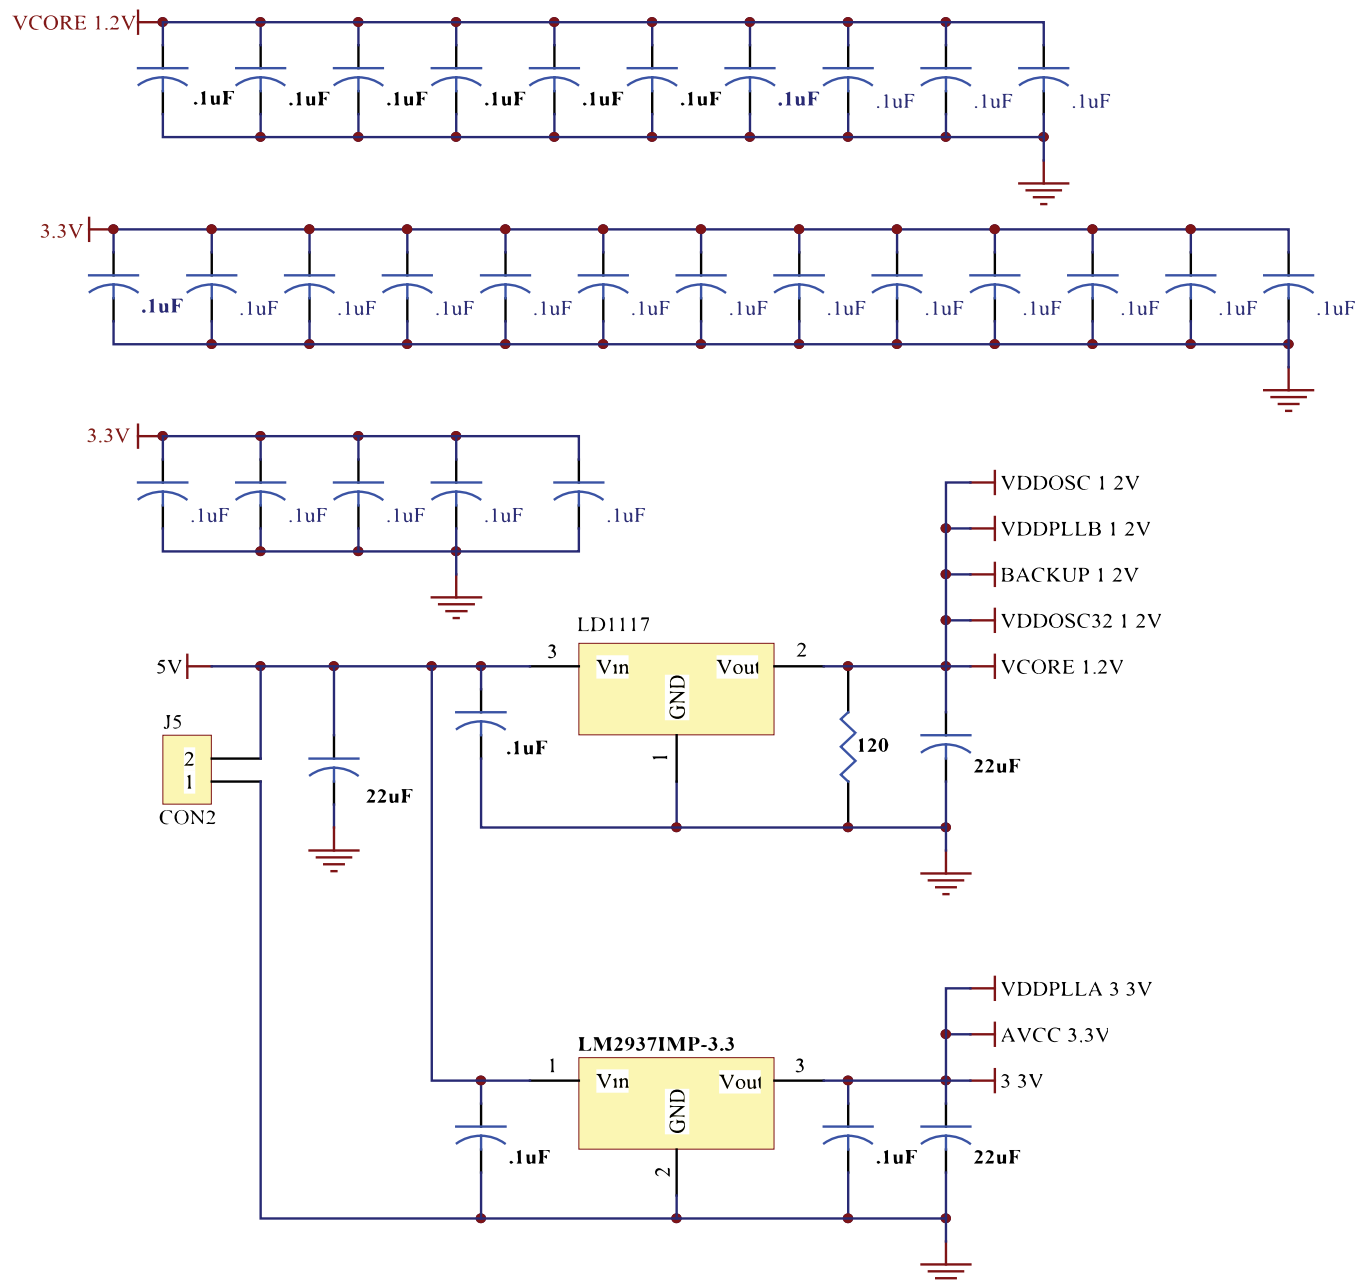 VCORE 1.2V
.1uF .1uF .1uF .1uF .1uF .1uF .1uF .1uF .1uF .1uF
3.3V
.1uF .1uF .1uF .1uF .1uF .1uF .1uF .1uF .1uF .1uF .1uF .1uF .1uF
3.3V
.1uF .1uF .1uF .1uF .1uF
VDDOSC 1 2V
VDDPLLB 1 2V
BACKUP 1 2V
VDDOSC32 1 2V
LD1117
5V 3 Vin Vout 2 VCORE 1.2V
GND
J5
2
1
CON2
.1uF
1
120
22uF
22uF
VDDPLLA 3 3V
AVCC 3.3V
LM2937IMP-3.3
1 Vin Vout 3 3 3V
GND
.1uF
2
.1uF
22uF